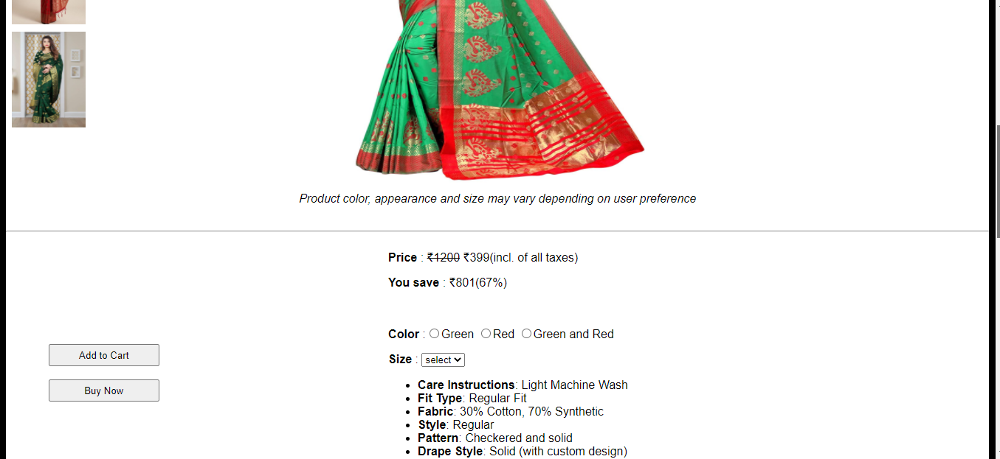 Product color, appearance and size may vary depending on user preference
Price : ₹1200 ₹399(incl. of all taxes)
You save : ₹801(67%)
Color : Green Red Green and Red
Add to Cart
Size : select
Buy Now
• Care Instructions: Light Machine Wash
• Fit Type: Regular Fit
• Fabric: 30% Cotton, 70% Synthetic
• Style: Regular
• Pattern: Checkered and solid
• Drape Style: Solid (with custom design)